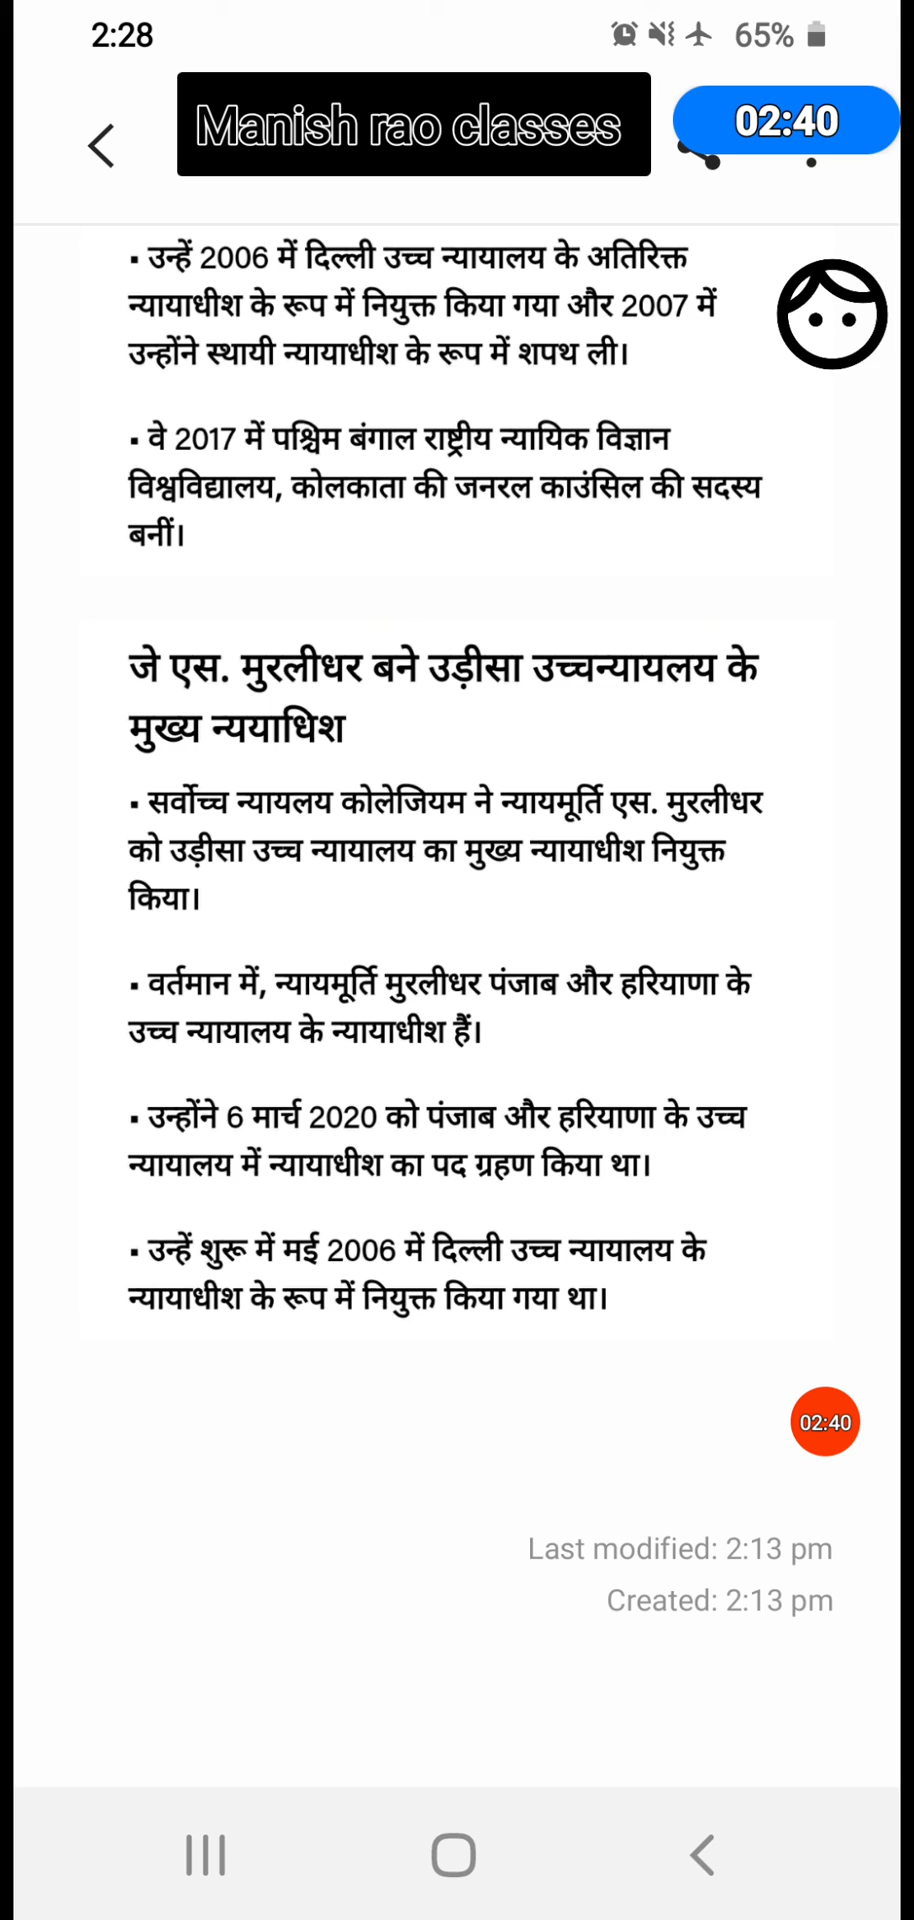 2:28
65%
Manish rao classes
02:40
▪ उन्हें 2006 में दिल्ली उच्च न्यायालय के अतिरिक्त
न्यायाधीश के रूप में नियुक्त किया गया और 2007 में
उन्होंने स्थायी न्यायाधीश के रूप में शपथ ली।
▪ वे 2017 में पश्चिम बंगाल राष्ट्रीय न्यायिक विज्ञान
विश्वविद्यालय, कोलकाता की जनरल काउंसिल की सदस्य
बनीं।
जे एस. मुरलीधर बने उड़ीसा उच्चन्यायलय के
मुख्य न्ययाधिश
▪ सर्वोच्च न्यायलय कोलेजियम ने न्यायमूर्ति एस. मुरलीधर
को उड़ीसा उच्च न्यायालय का मुख्य न्यायाधीश नियुक्त
किया।
▪ वर्तमान में, न्यायमूर्ति मुरलीधर पंजाब और हरियाणा के
उच्च न्यायालय के न्यायाधीश हैं।
▪ उन्होंने 6 मार्च 2020 को पंजाब और हरियाणा के उच्च
न्यायालय में न्यायाधीश का पद ग्रहण किया था।
▪ उन्हें शुरू में मई 2006 में दिल्ली उच्च न्यायालय के
न्यायाधीश के रूप में नियुक्त किया गया था।
02:40
Last modified: 2:13 pm
Created: 2:13 pm